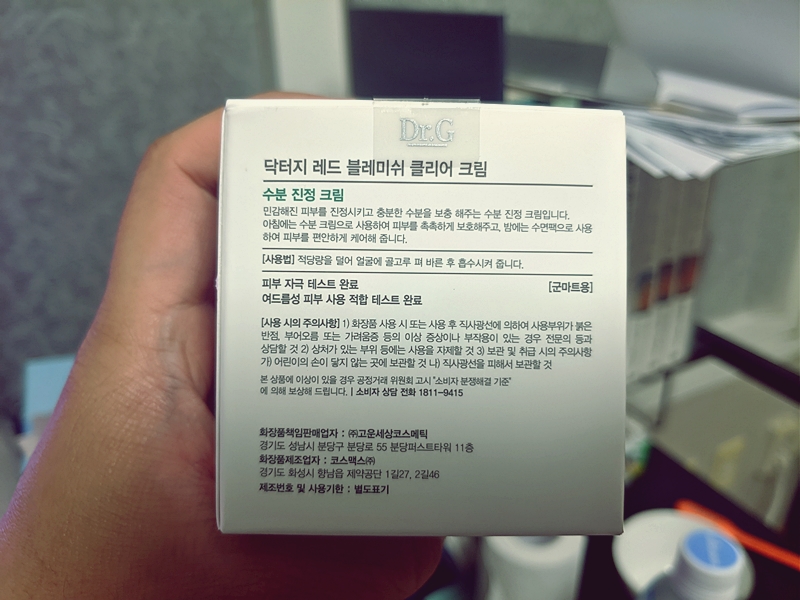 Dr.G
닥터지 레드 블레미쉬 클리어 크림
수분 진정 크림
민감해진 피부를 진정시키고 충분한 수분을 보충 해주는 수분 진정 크림입니다.
아침에는 수분 크림으로 사용하여 피부를 촉촉하게 보호해주고, 밤에는 수면팩으로 사용
하여 피부를 편안하게 케어해 줍니다.
[사용법] 적당량을 덜어 얼굴에 골고루 펴 바른 후 흡수시켜 줍니다.
피부 자극 테스트 완료 [군마트용]
여드름성 피부 사용 적합 테스트 완료
[사용 시의 주의사항] 1) 화장품 사용 시 또는 사용 후 직사광선에 의하여 사용부위가 붉은
반점, 부어오름 또는 가려움증 등의 이상 증상이나 부작용이 있는 경우 전문의 등과
상담할 것 2) 상처가 있는 부위 등에는 사용을 자제할 것 3) 보관 및 취급 시의 주의사항
가) 어린이의 손이 닿지 않는 곳에 보관할 것 나) 직사광선을 피해서 보관할 것
본 상품에 이상이 있을 경우 공정거래 위원회 고시 "소비자 분쟁해결 기준"
에 의해 보상해 드립니다. | 소비자 상담 전화 1811-9415
화장품책임판매업자 : ㈜고운세상코스메틱
경기도 성남시 분당구 분당로 55 분당퍼스트타워 11층
화장품제조업자 : 코스맥스㈜
경기도 화성시 향남읍 제약공단 1길27, 2길46
제조번호 및 사용기한 : 별도표기